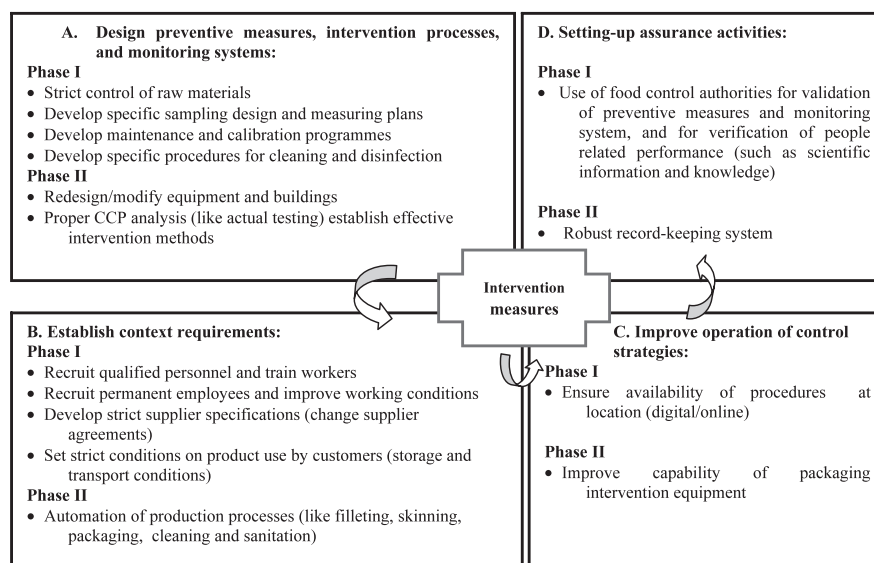 A. Design preventive measures, intervention processes,
and monitoring systems:
Phase I
• Strict control of raw materials
• Develop specific sampling design and measuring plans
• Develop maintenance and calibration programmes
• Develop specific procedures for cleaning and disinfection
Phase II
• Redesign/modify equipment and buildings
• Proper CCP analysis (like actual testing) establish effective
intervention methods
D. Setting-up assurance activities:
Phase I
• Use of food control authorities for validation
of preventive measures and monitoring
system, and for verification of people
related performance (such as scientific
information and knowledge)
Phase II
• Robust record-keeping system
Intervention
measures
B. Establish context requirements:
Phase I
• Recruit qualified personnel and train workers
• Recruit permanent employees and improve working conditions
• Develop strict supplier specifications (change supplier
agreements)
• Set strict conditions on product use by customers (storage and
transport conditions)
Phase II
• Automation of production processes (like filleting, skinning,
packaging, cleaning and sanitation)
C. Improve operation of control
strategies:
Phase I
• Ensure availability of procedures at
location (digital/online)
Phase II
• Improve capability of packaging
intervention equipment